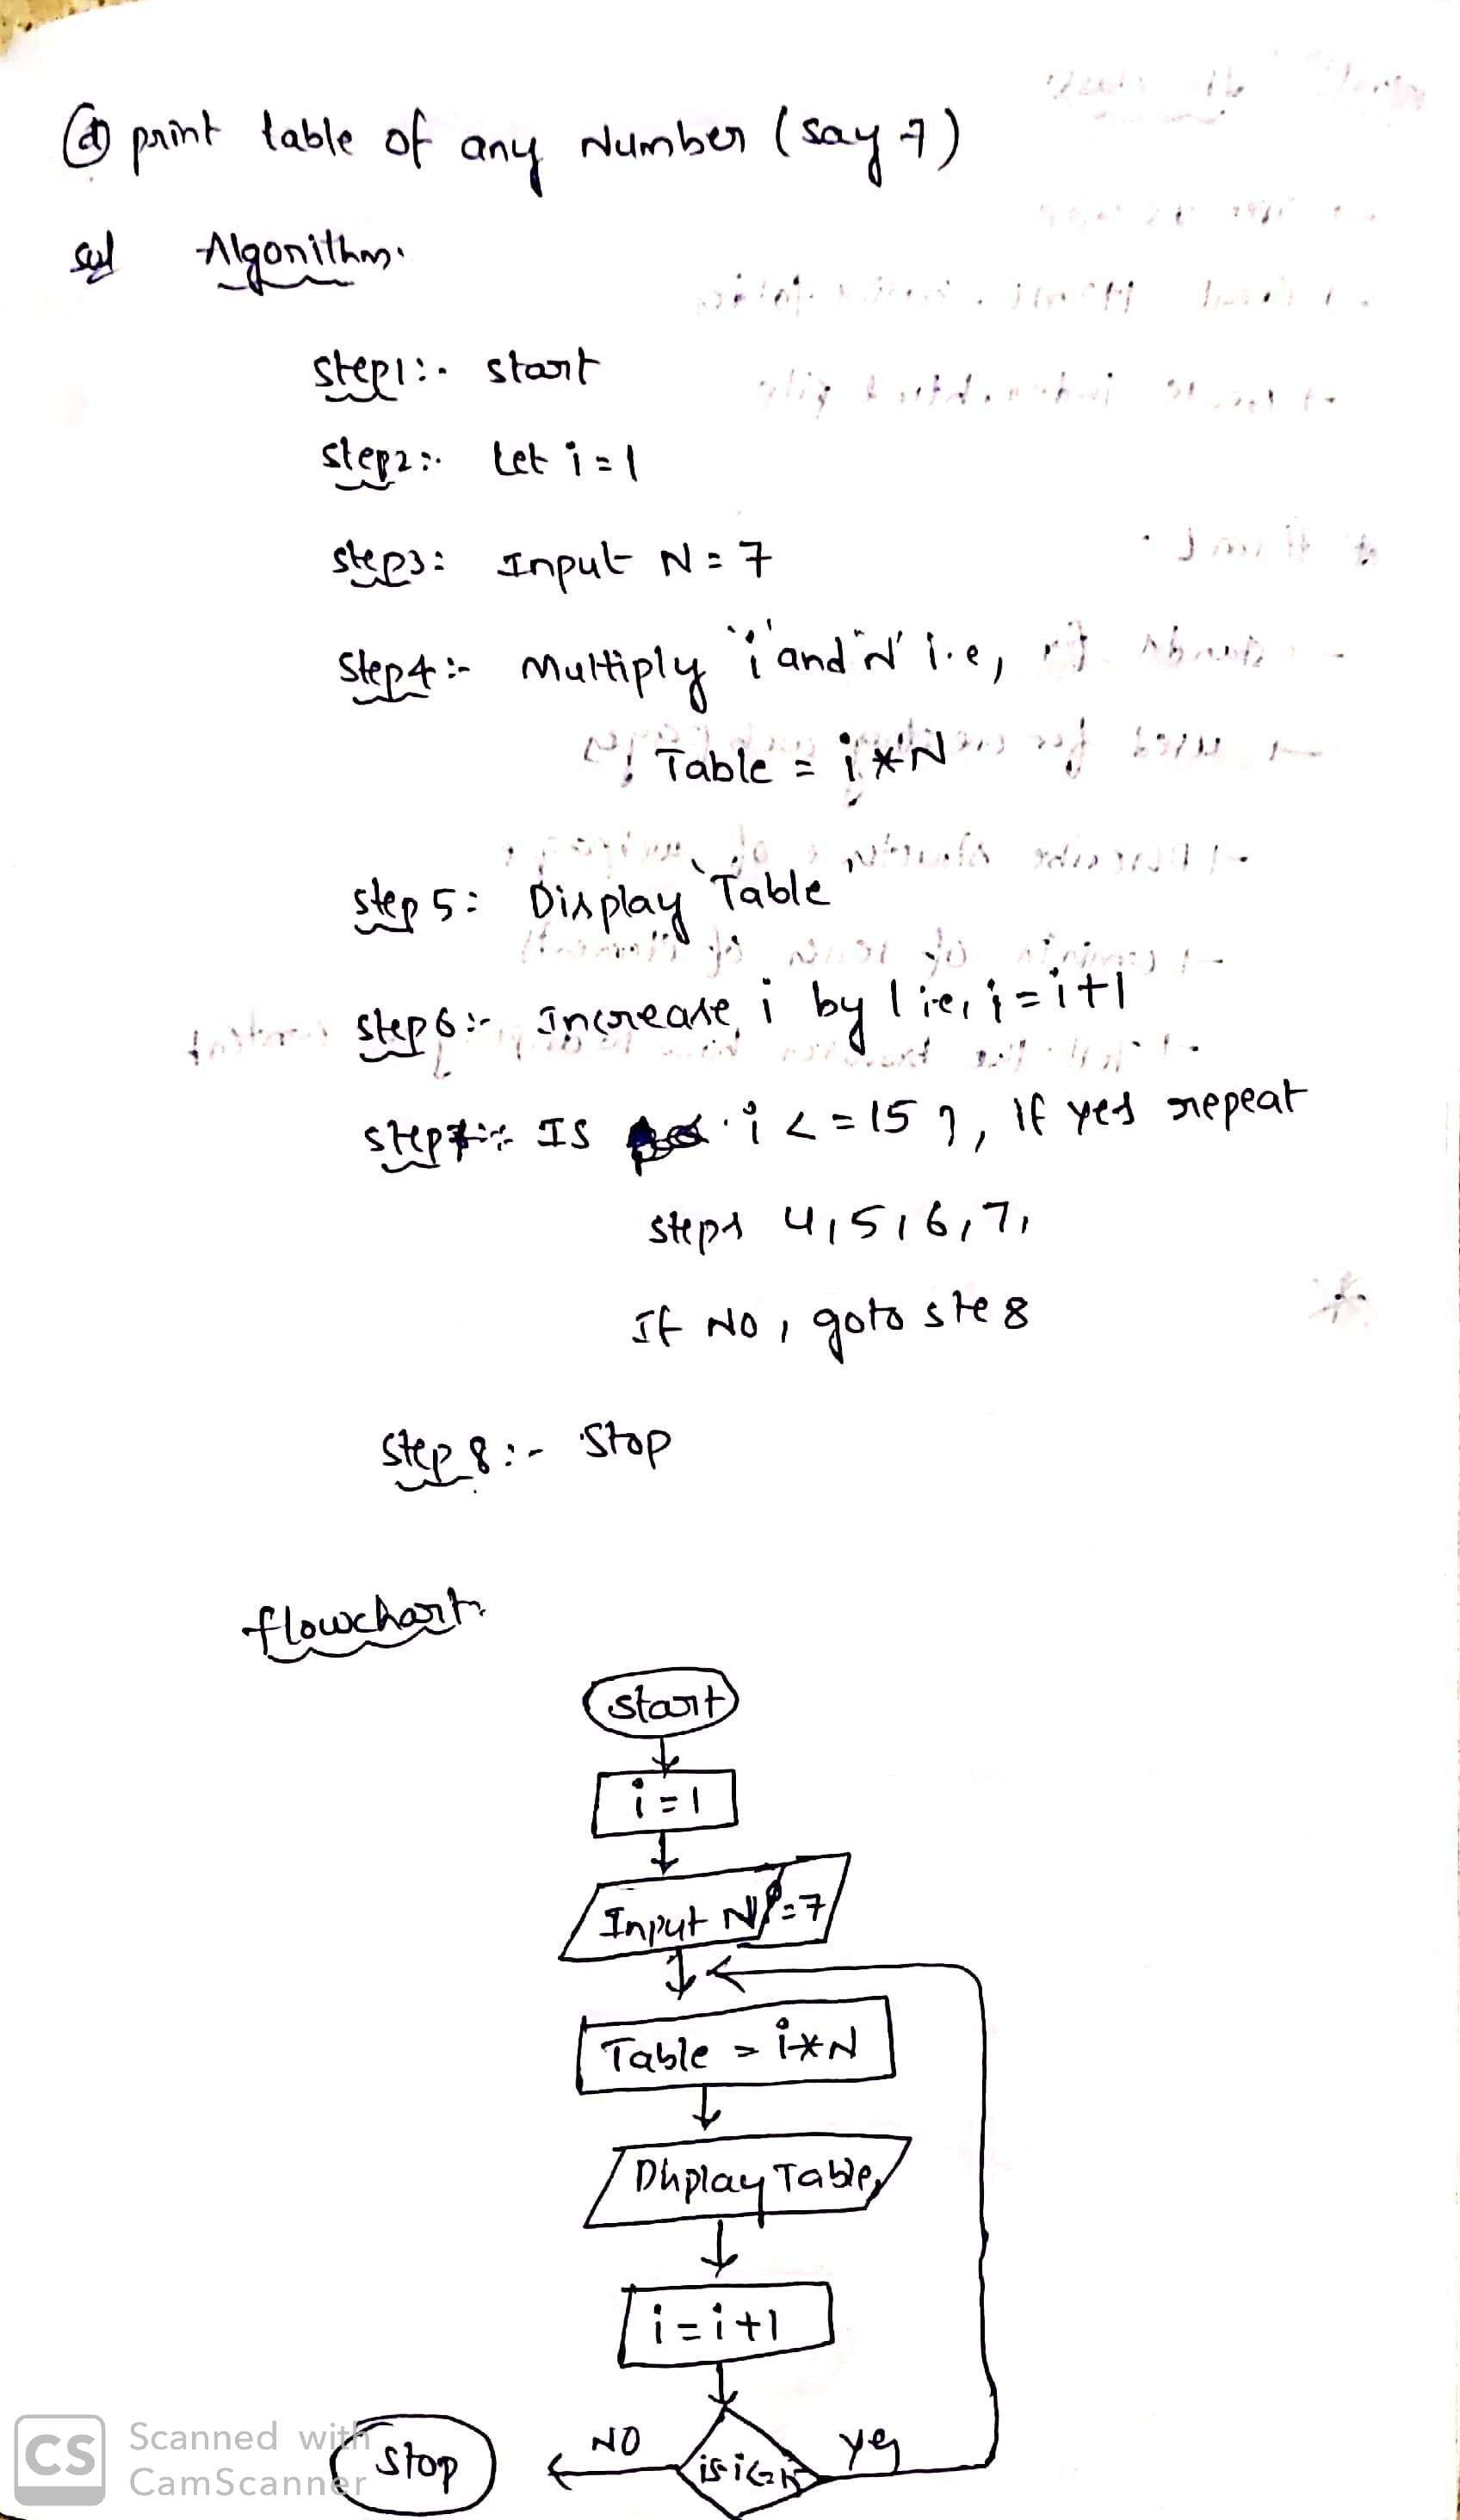 (d) print table of any Number (say 7)
sol Algorithm.
step1:- start
step2:- Let i=1
step3: Input N=7
step4:- Multiply 'i' and 'N' i.e,
Table = i*N
step 5: Display "Table"
step6:- Increase i by 1 i.e, i=i+1
step7:- Is i <=15 ?, If yes repeat
steps 4,5,6,7,
If NO, goto ste 8
step 8:- Stop
flowchart.
start
i=1
Input N=7
Table = i*N
Display Table
i=i+1
is i<=15
NO
yes
stop
CS Scanned with
CamScanner